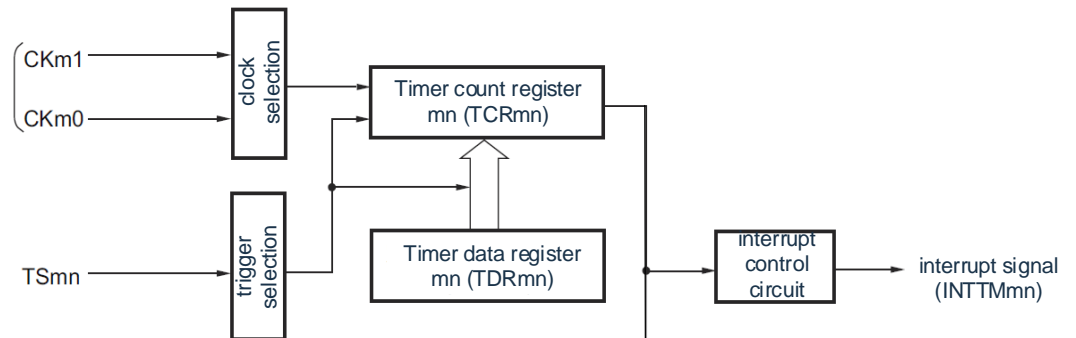 CKm1
CKm0
clock
selection
Timer count register
mn (TCRmn)
TSmn
trigger
selection
Timer data register
mn (TDRmn)
interrupt
control
circuit
interrupt signal
(INTTMmn)